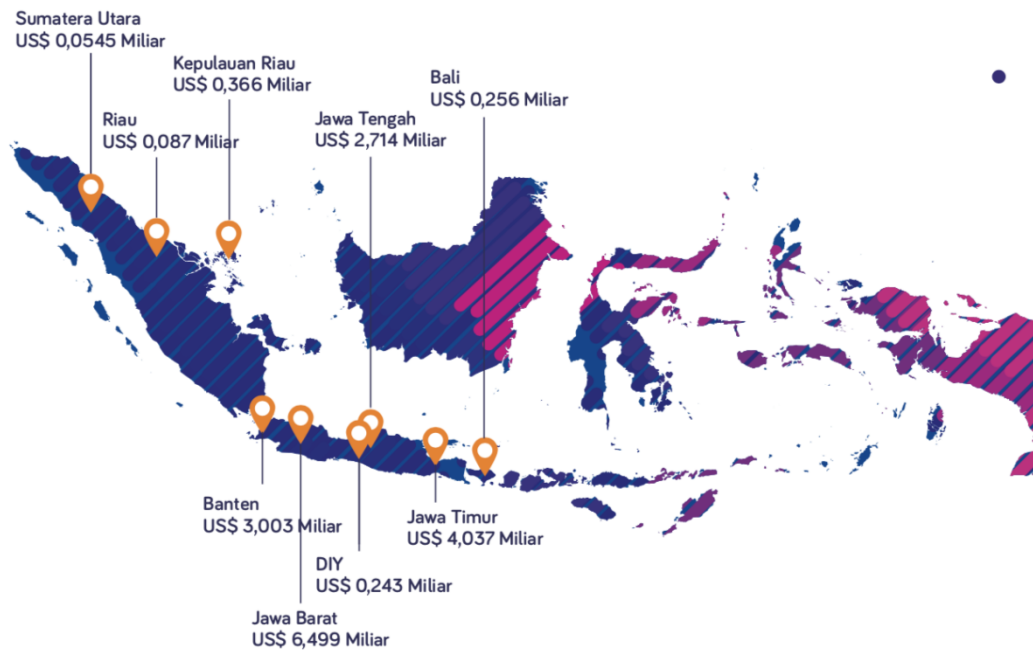 Sumatera Utara
US$ 0,0545 Miliar
Kepulauan Riau
US$ 0,366 Miliar
Bali
US$ 0,256 Miliar
Riau
US$ 0,087 Miliar
Jawa Tengah
US$ 2,714 Miliar
Banten
US$ 3,003 Miliar
Jawa Timur
US$ 4,037 Miliar
DIY
US$ 0,243 Miliar
Jawa Barat
US$ 6,499 Miliar